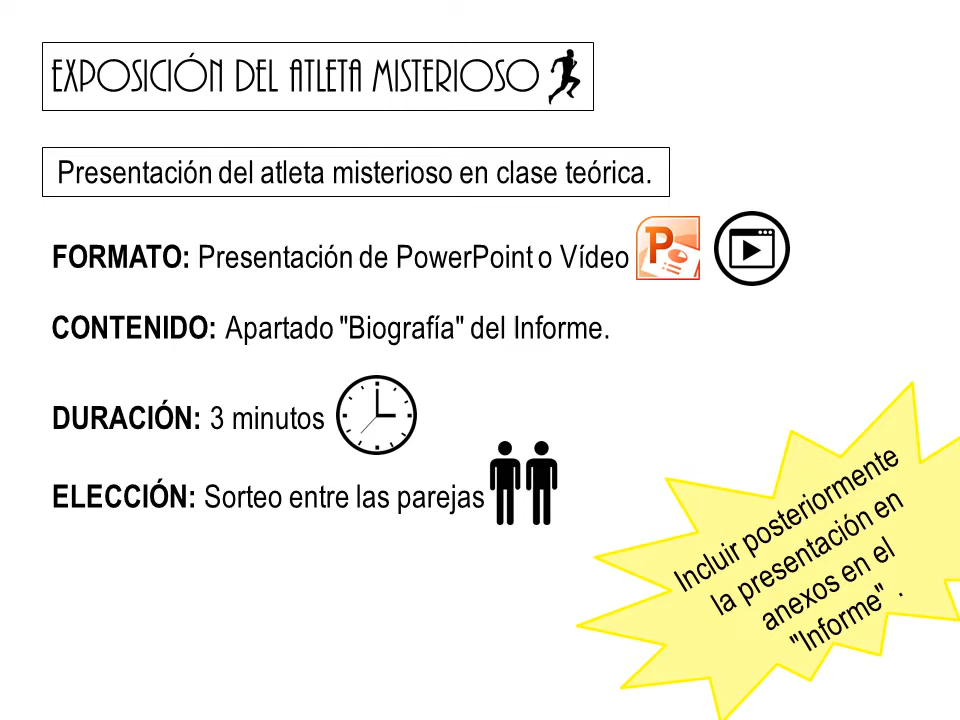 EXPOSICIÓN DEL ATLETA MISTERIOSO
Presentación del atleta misterioso en clase teórica.
FORMATO: Presentación de PowerPoint o Vídeo
P
CONTENIDO: Apartado "Biografía" del Informe.
DURACIÓN: 3 minutos
ELECCIÓN: Sorteo entre las parejas
Incluir posteriormente
la presentación en
anexos en el
"Informe" .